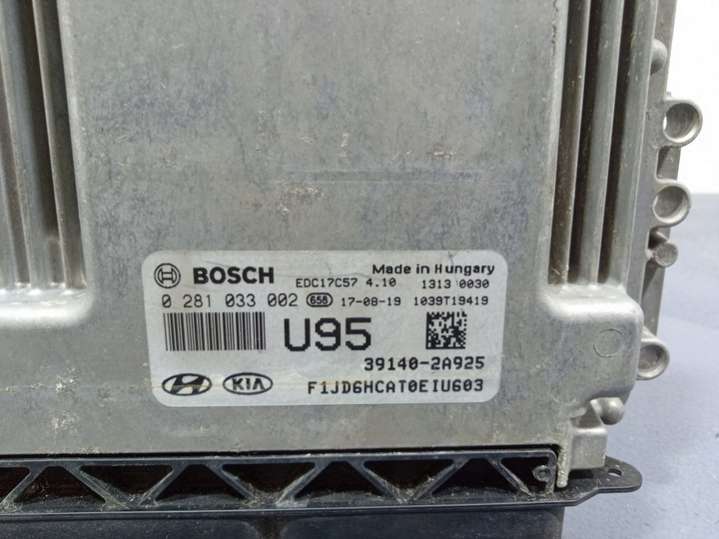 BOSCH EDC17C57 4.10 Made in Hungary 1313 0030
0 281 033 002 658 17-08-19 1039T19419
U95
39140-2A925
KIA F1JD6HCAT0EIU603